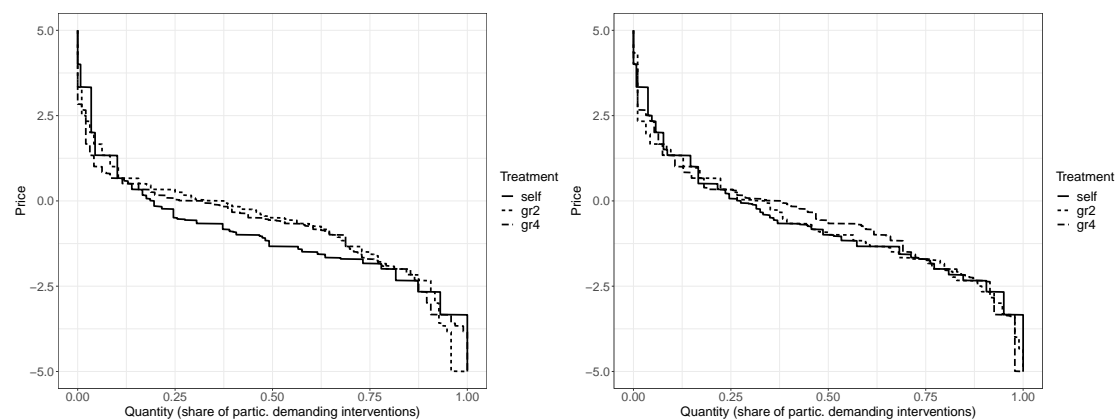 5.0
2.5
0.0
−2.5
−5.0
Price
0.00
0.25
0.50
0.75
1.00
Quantity (share of partic. demanding interventions)
Treatment
self
gr2
gr4
5.0
2.5
0.0
−2.5
−5.0
Price
0.00
0.25
0.50
0.75
1.00
Quantity (share of partic. demanding interventions)
Treatment
self
gr2
gr4